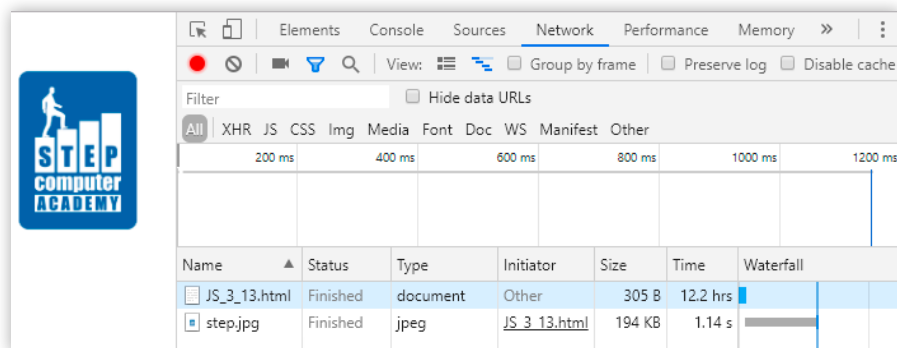 Elements Console Sources Network Performance Memory »
View: Group by frame Preserve log Disable cache
Filter Hide data URLs
All XHR JS CSS Img Media Font Doc WS Manifest Other
200 ms 400 ms 600 ms 800 ms 1000 ms 1200 ms
STEP
computer
ACADEMY
Name Status Type Initiator Size Time Waterfall
JS_3_13.html Finished document Other 305 B 12.2 hrs
step.jpg Finished jpeg JS_3_13.html 194 KB 1.14 s